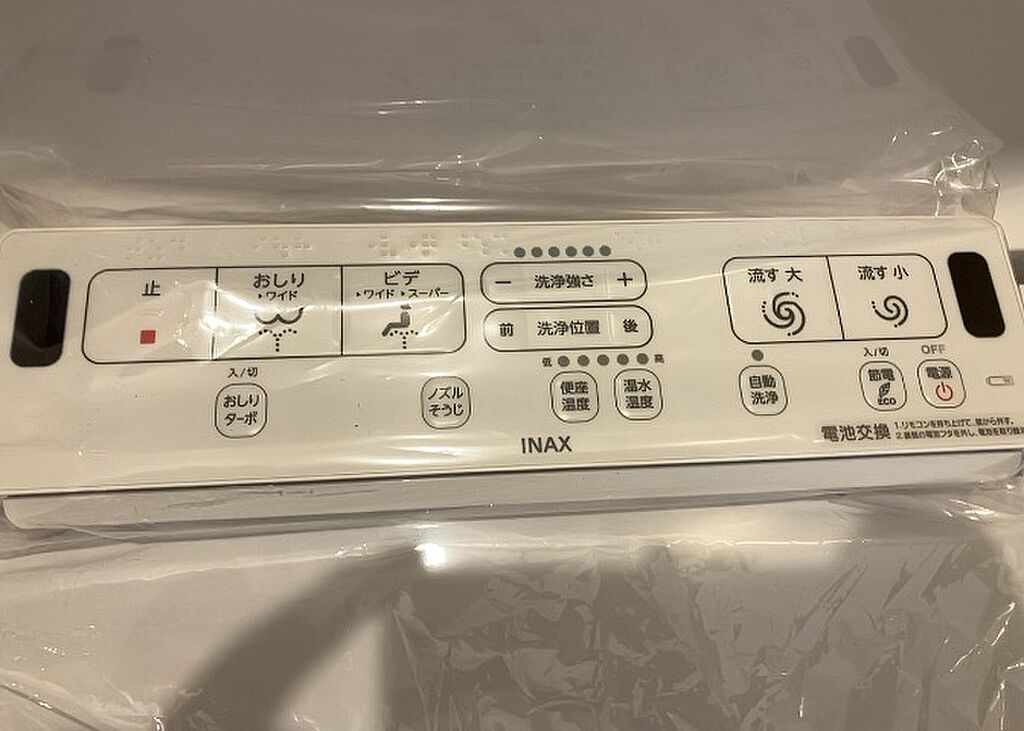 止
おしり
ワイド
ビデ
ワイド スーパー
− 洗浄強さ +
前 洗浄位置 後
流す 大
流す 小
入/切
おしり
ターボ
ノズル
そうじ
低 高
便座
温度
温水
温度
自動
洗浄
入/切
節電
ECO
OFF
電源
INAX
電池交換
1.リモコンを持ち上げて、壁から外す。